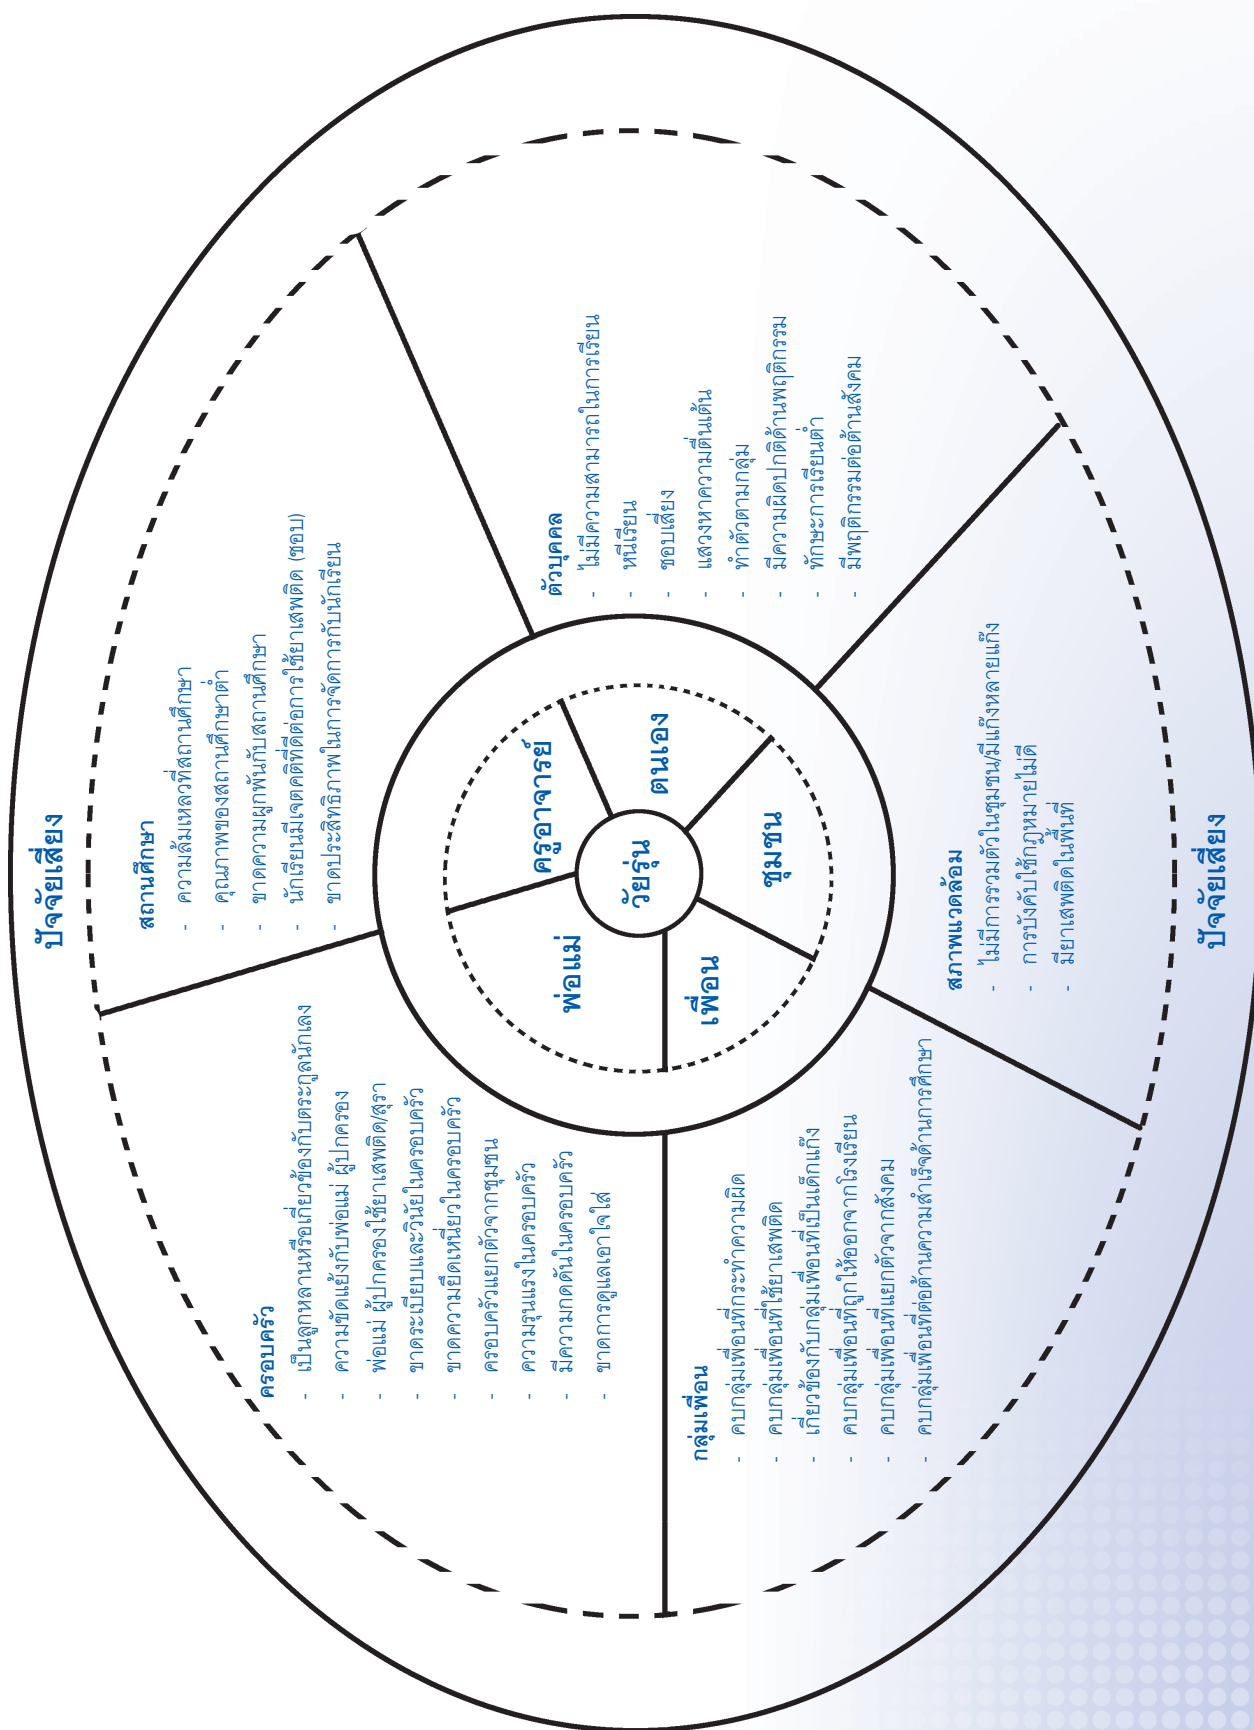 ปัจจัยเสี่ยง
สถานศึกษา
- ความล้มเหลวที่สถานศึกษา
- คุณภาพของสถานศึกษาต่ำ
- ขาดความผูกพันกับสถานศึกษา
- นักเรียนมีเจตคติที่ดีต่อการใช้ยาเสพติด (ชอบ)
- ขาดประสิทธิภาพในการจัดการกับนักเรียน
ครอบครัว
- เป็นลูกหลานหรือเกี่ยวข้องกับตระกูลนักเลง
- ความขัดแย้งกับพ่อแม่ ผู้ปกครอง
- พ่อแม่ ผู้ปกครองใช้ยาเสพติด/สุรา
- ขาดระเบียบและวินัยในครอบครัว
- ขาดความยึดเหนี่ยวในครอบครัว
- ครอบครัวแยกตัวจากชุมชน
- ความรุนแรงในครอบครัว
- มีความกดดันในครอบครัว
- ขาดการดูแลเอาใจใส่
ตัวบุคคล
- ไม่มีความสามารถในการเรียน
- หนีเรียน
- ชอบเสี่ยง
- แสวงหาความตื่นเต้น
- ทำตัวตามกลุ่ม
- มีความผิดปกติด้านพฤติกรรม
- ทักษะการเรียนต่ำ
- มีพฤติกรรมต่อต้านสังคม
ครูอาจารย์
พ่อแม่
วัยรุ่น
ตนเอง
เพื่อน
ชุมชน
กลุ่มเพื่อน
- คบกลุ่มเพื่อนที่กระทำความผิด
- คบกลุ่มเพื่อนที่ใช้ยาเสพติด
- เกี่ยวข้องกับกลุ่มเพื่อนที่เป็นเด็กแก๊ง
- คบกลุ่มเพื่อนที่ถูกให้ออกจากโรงเรียน
- คบกลุ่มเพื่อนที่แยกตัวจากสังคม
- คบกลุ่มเพื่อนที่ต่อต้านความสำเร็จด้านการศึกษา
สภาพแวดล้อม
- ไม่มีการรวมตัวในชุมชน/มีแก๊งหลายแก๊ง
- การบังคับใช้กฎหมายไม่ดี
- มียาเสพติดในพื้นที่
ปัจจัยเสี่ยง